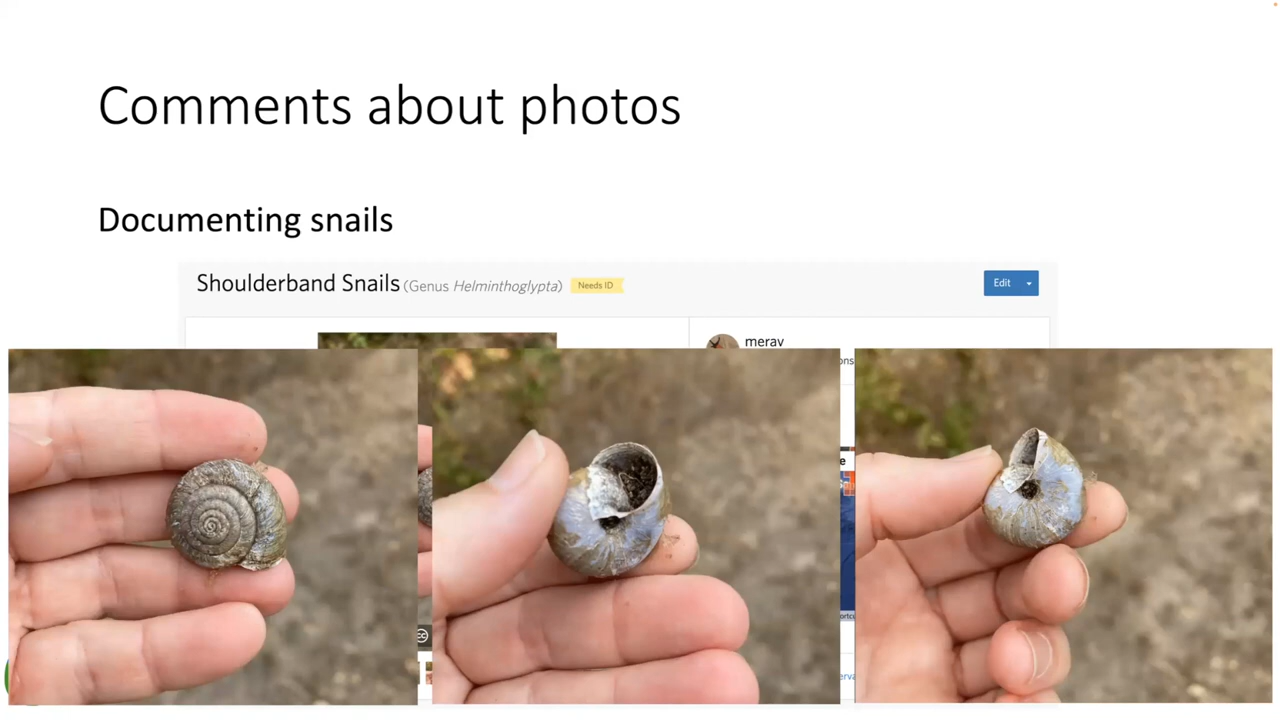 Comments about photos
Documenting snails
Shoulderband Snails (Genus Helminthoglypta) Needs ID
Edit
merav